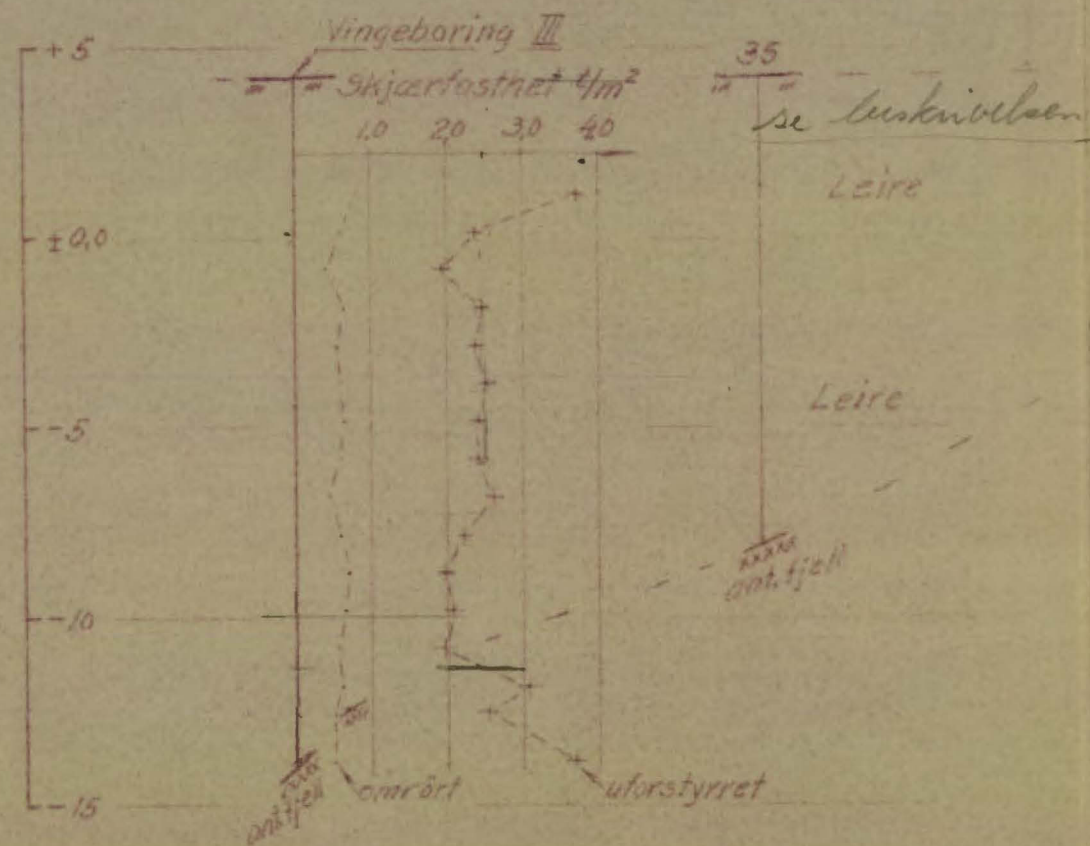 +5
Vingeboring III
35
Skjærfasthet t/m²
se beskrivelsen
1,0 2,0 3,0 4,0
Leire
±0,0
Leire
-5
ant. fjell
-10
ant. fjell
omrört
uforstyrret
-15